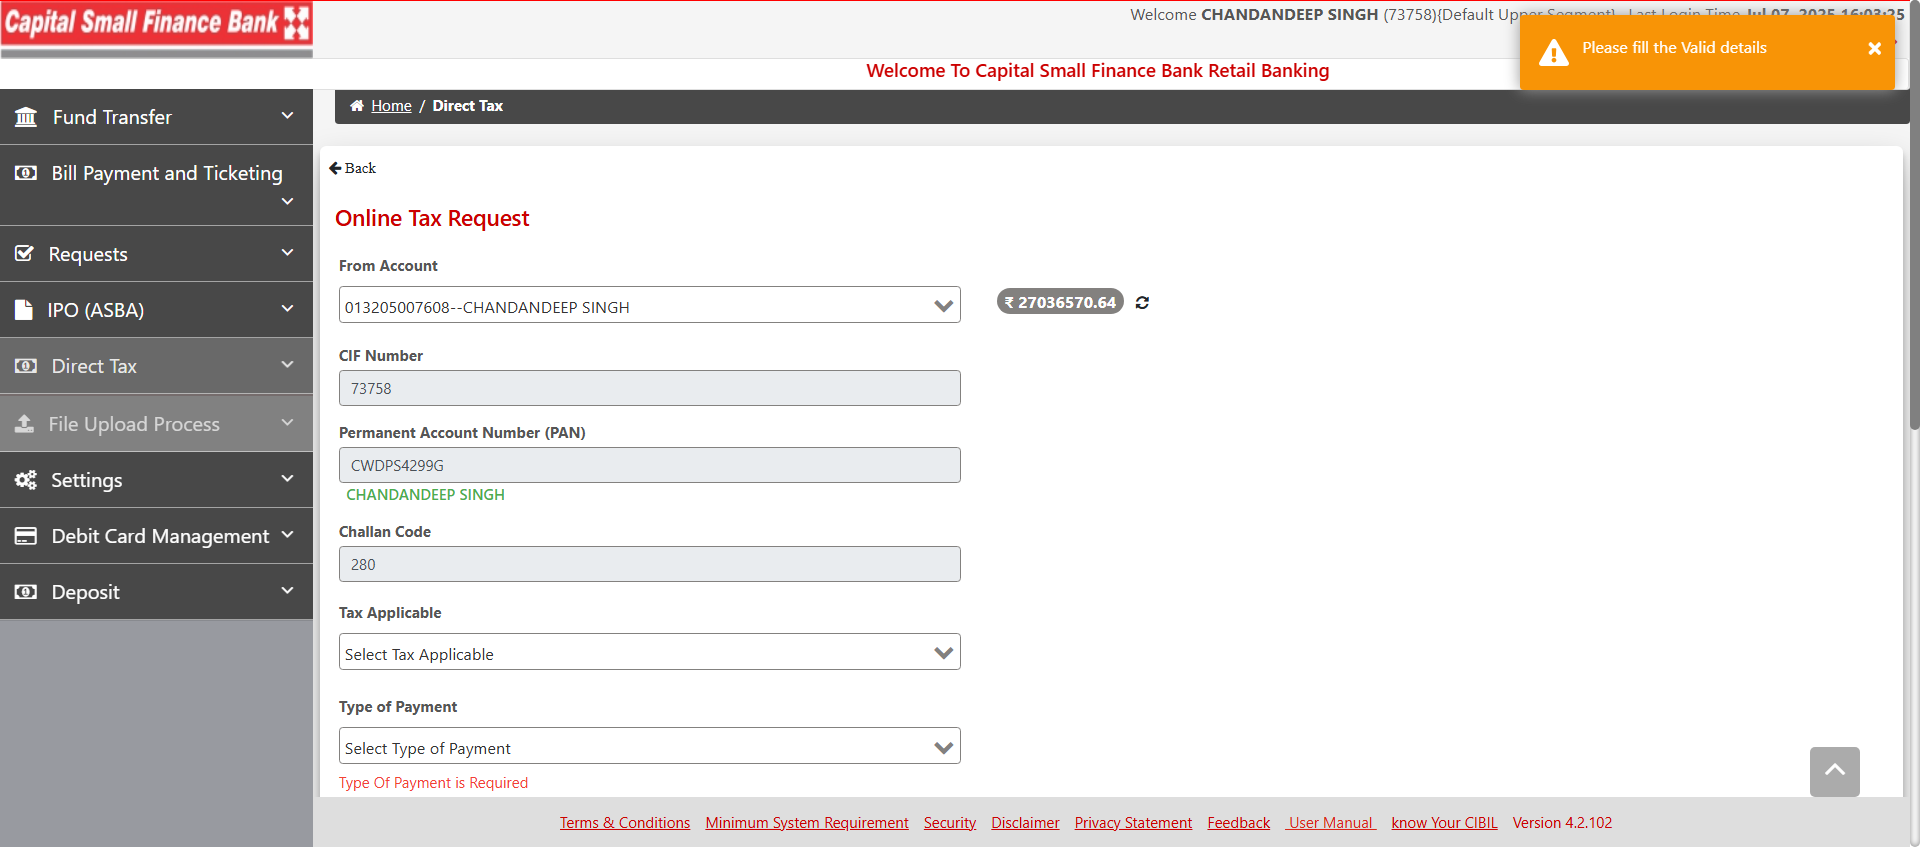 Capital Small Finance Bank
Welcome CHANDANDEEP SINGH (73758){Default Upper Segment} Last Login Time Jul 07, 2025 16:03:25
Please fill the Valid details
Welcome To Capital Small Finance Bank Retail Banking
Home / Direct Tax
Fund Transfer
Bill Payment and Ticketing
Requests
IPO (ASBA)
Direct Tax
File Upload Process
Settings
Debit Card Management
Deposit
Back
Online Tax Request
From Account
013205007608--CHANDANDEEP SINGH
₹ 27036570.64
CIF Number
73758
Permanent Account Number (PAN)
CWDPS4299G
CHANDANDEEP SINGH
Challan Code
280
Tax Applicable
Select Tax Applicable
Type of Payment
Select Type of Payment
Type Of Payment is Required
Terms & Conditions Minimum System Requirement Security Disclaimer Privacy Statement Feedback User Manual know Your CIBIL Version 4.2.102